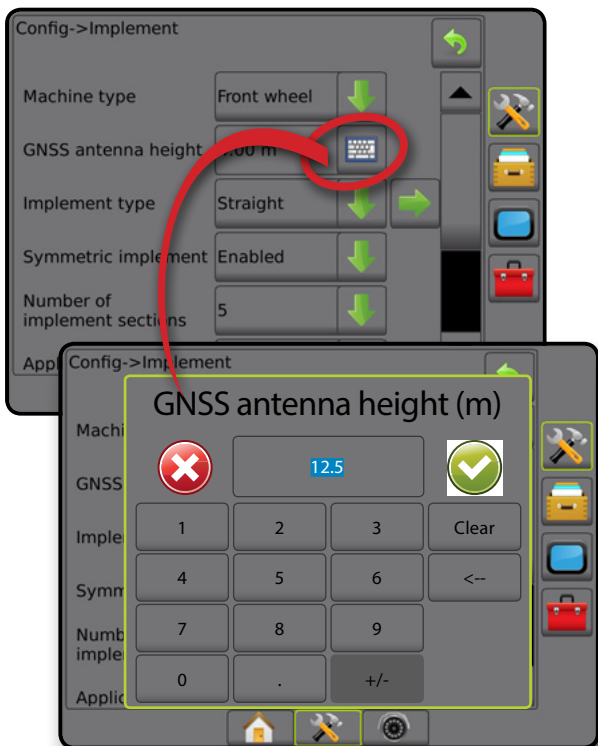 Config->Implement
Machine type Front wheel
GNSS antenna height .00 m
Implement type Straight
Symmetric implement Enabled
Number of
implement sections 5
Appl
Config->Implement
GNSS antenna height (m)
Machi
12.5
GNSS
1 2 3 Clear
Imple
4 5 6 <--
Symm
7 8 9
Numb
imple
0 . +/-
Applic